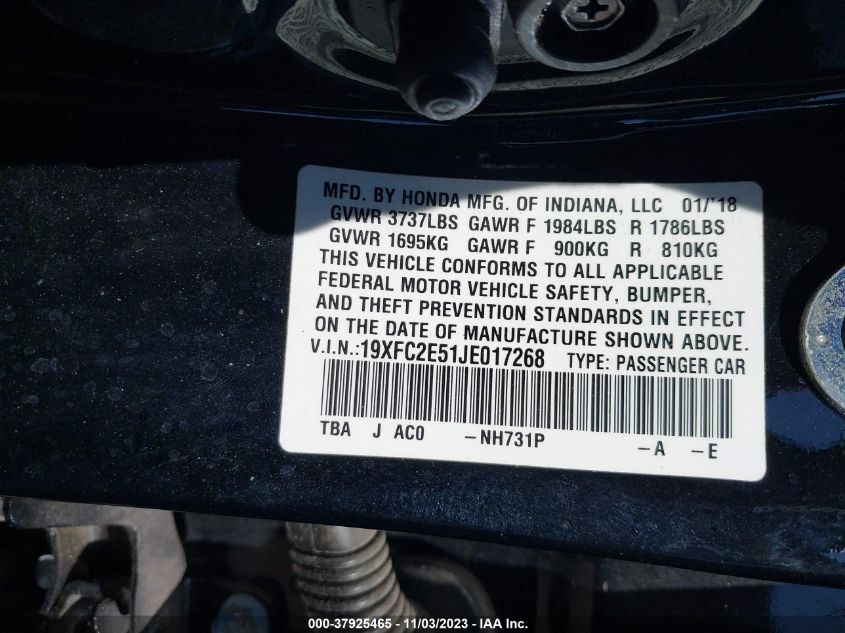 MFD. BY HONDA MFG. OF INDIANA, LLC 01/'18
GVWR 3737LBS GAWR F 1984LBS R 1786LBS
GVWR 1695KG GAWR F 900KG R 810KG
THIS VEHICLE CONFORMS TO ALL APPLICABLE
FEDERAL MOTOR VEHICLE SAFETY, BUMPER,
AND THEFT PREVENTION STANDARDS IN EFFECT
ON THE DATE OF MANUFACTURE SHOWN ABOVE.
V.I.N.:19XFC2E51JE017268 TYPE: PASSENGER CAR
TBA J AC0 -NH731P -A -E
000-37925465 - 11/03/2023 - IAA Inc.